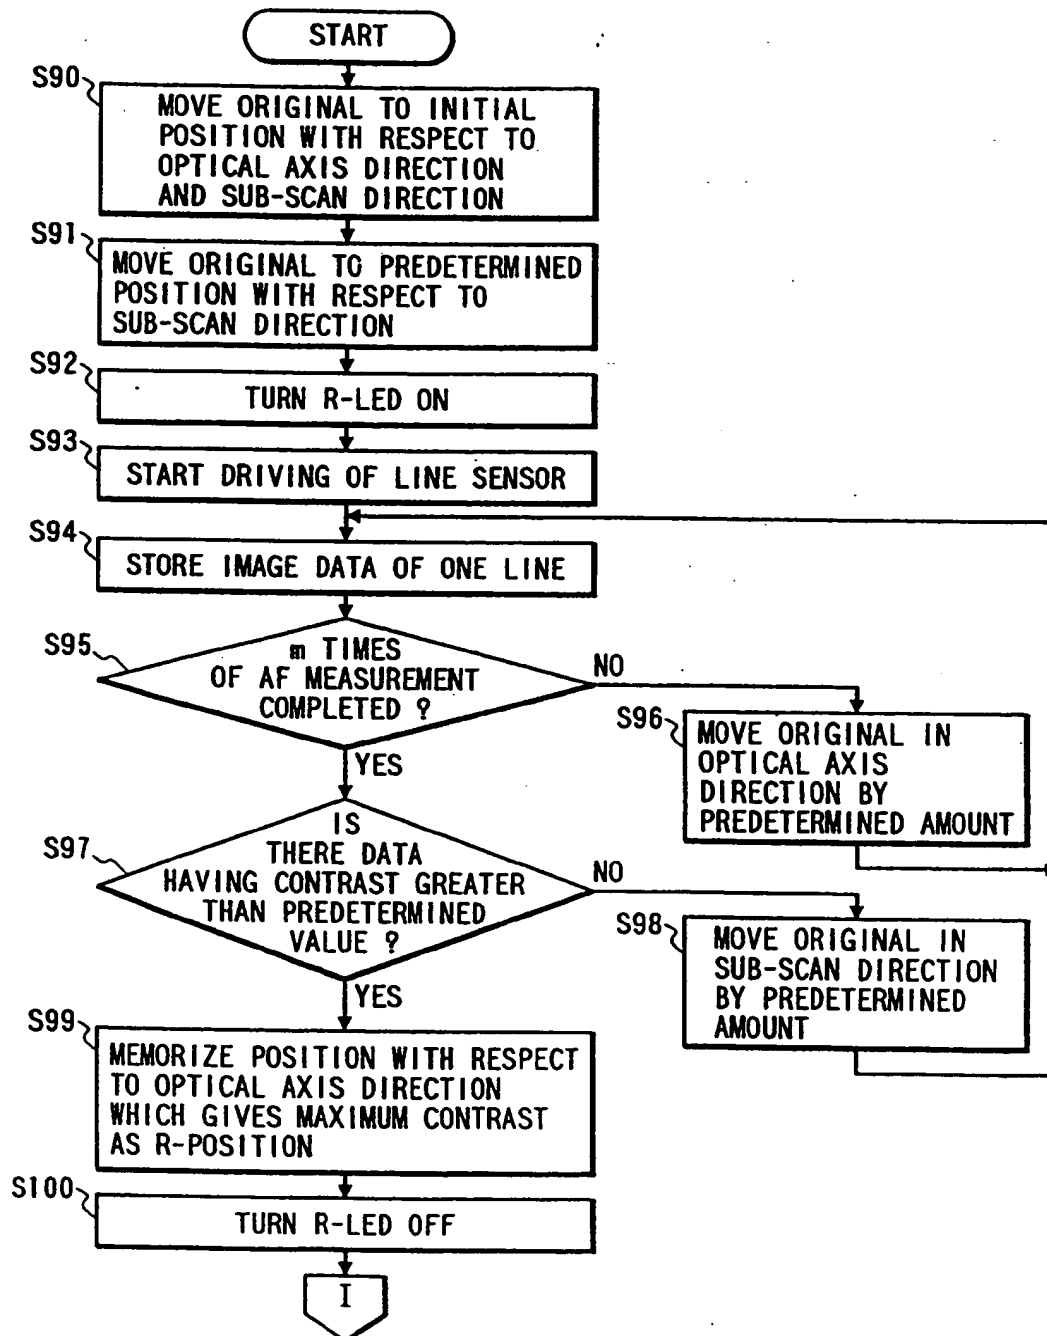 START
S90
MOVE ORIGINAL TO INITIAL
POSITION WITH RESPECT TO
OPTICAL AXIS DIRECTION
AND SUB-SCAN DIRECTION
S91
MOVE ORIGINAL TO PREDETERMINED
POSITION WITH RESPECT TO
SUB-SCAN DIRECTION
S92
TURN R-LED ON
S93
START DRIVING OF LINE SENSOR
S94
STORE IMAGE DATA OF ONE LINE
S95
m TIMES
OF AF MEASUREMENT
COMPLETED ?
NO
YES
S96
MOVE ORIGINAL IN
OPTICAL AXIS
DIRECTION BY
PREDETERMINED AMOUNT
S97
IS
THERE DATA
HAVING CONTRAST GREATER
THAN PREDETERMINED
VALUE ?
NO
YES
S98
MOVE ORIGINAL IN
SUB-SCAN DIRECTION
BY PREDETERMINED
AMOUNT
S99
MEMORIZE POSITION WITH RESPECT
TO OPTICAL AXIS DIRECTION
WHICH GIVES MAXIMUM CONTRAST
AS R-POSITION
S100
TURN R-LED OFF
I